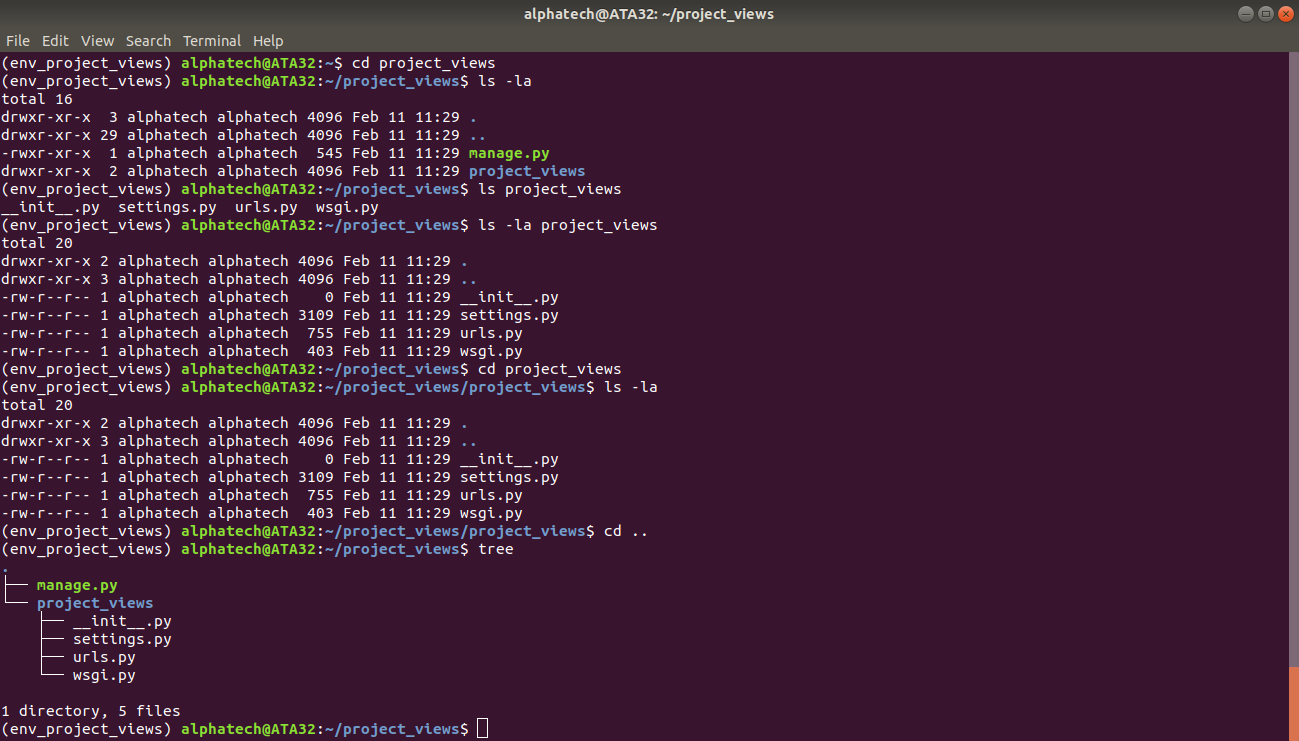 alphatech@ATA32: ~/project_views
File Edit View Search Terminal Help
(env_project_views) alphatech@ATA32:~$ cd project_views
(env_project_views) alphatech@ATA32:~/project_views$ ls -la
total 16
drwxr-xr-x  3 alphatech alphatech 4096 Feb 11 11:29 .
drwxr-xr-x 29 alphatech alphatech 4096 Feb 11 11:29 ..
-rwxr-xr-x  1 alphatech alphatech  545 Feb 11 11:29 manage.py
drwxr-xr-x  2 alphatech alphatech 4096 Feb 11 11:29 project_views
(env_project_views) alphatech@ATA32:~/project_views$ ls project_views
__init__.py  settings.py  urls.py  wsgi.py
(env_project_views) alphatech@ATA32:~/project_views$ ls -la project_views
total 20
drwxr-xr-x 2 alphatech alphatech 4096 Feb 11 11:29 .
drwxr-xr-x 3 alphatech alphatech 4096 Feb 11 11:29 ..
-rw-r--r-- 1 alphatech alphatech    0 Feb 11 11:29 __init__.py
-rw-r--r-- 1 alphatech alphatech 3109 Feb 11 11:29 settings.py
-rw-r--r-- 1 alphatech alphatech  755 Feb 11 11:29 urls.py
-rw-r--r-- 1 alphatech alphatech  403 Feb 11 11:29 wsgi.py
(env_project_views) alphatech@ATA32:~/project_views$ cd project_views
(env_project_views) alphatech@ATA32:~/project_views/project_views$ ls -la
total 20
drwxr-xr-x 2 alphatech alphatech 4096 Feb 11 11:29 .
drwxr-xr-x 3 alphatech alphatech 4096 Feb 11 11:29 ..
-rw-r--r-- 1 alphatech alphatech    0 Feb 11 11:29 __init__.py
-rw-r--r-- 1 alphatech alphatech 3109 Feb 11 11:29 settings.py
-rw-r--r-- 1 alphatech alphatech  755 Feb 11 11:29 urls.py
-rw-r--r-- 1 alphatech alphatech  403 Feb 11 11:29 wsgi.py
(env_project_views) alphatech@ATA32:~/project_views/project_views$ cd ..
(env_project_views) alphatech@ATA32:~/project_views$ tree
.
├── manage.py
└── project_views
    ├── __init__.py
    ├── settings.py
    ├── urls.py
    └── wsgi.py
1 directory, 5 files
(env_project_views) alphatech@ATA32:~/project_views$